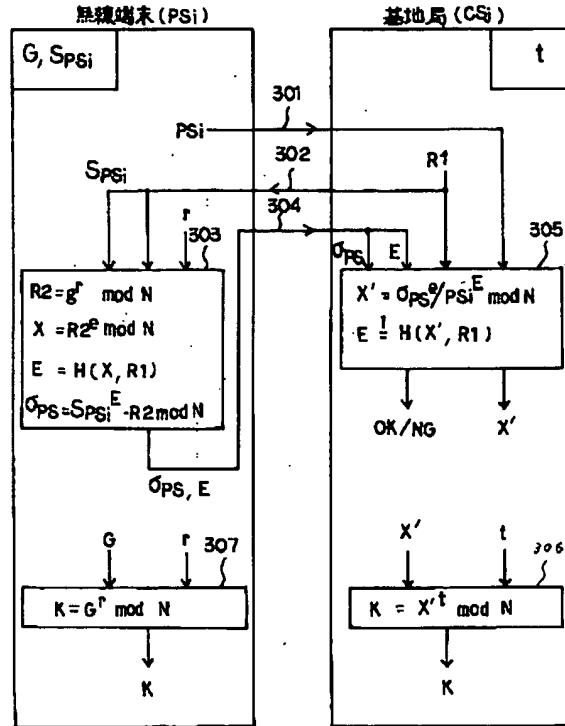 無線端末(PSi)
基地局(CSi)
G, SPSi
t
301
PSi
302
R1
SPSi
304
r
303
σPS
E
305
R2=g^r mod N
X=R2^e mod N
E=H(X, R1)
σPS=SPSi^E・R2 mod N
X'=σPS^e/PSi^E mod N
E ≟ H(X', R1)
OK/NG
X'
σPS, E
G
r
307
X'
t
306
K=G^r mod N
K = X'^t mod N
K
K